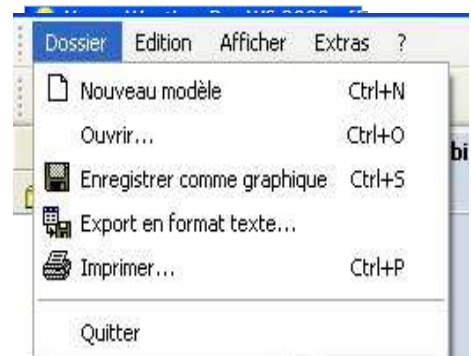 Dossier Edition Afficher Extras ?
Nouveau modèle Ctrl+N
Ouvrir... Ctrl+O
Enregistrer comme graphique Ctrl+S
Export en format texte...
Imprimer... Ctrl+P
Quitter